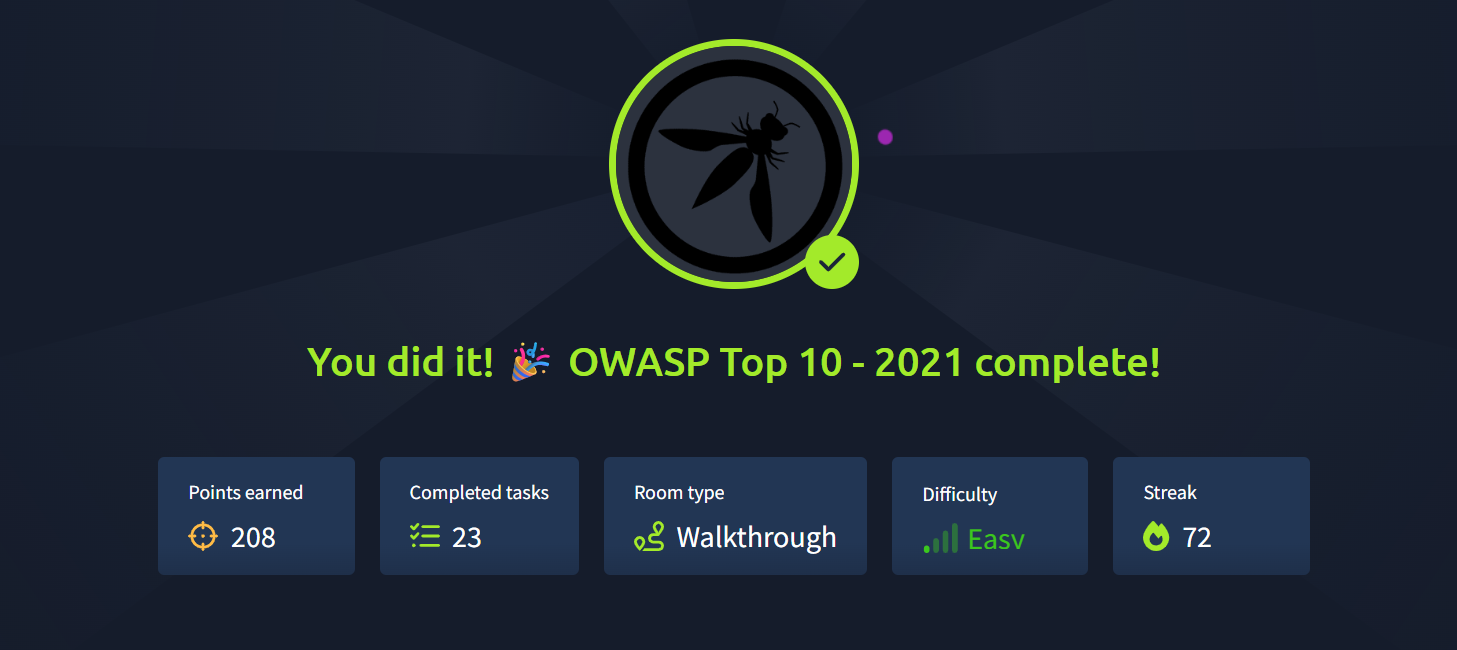 You did it! 🎉 OWASP Top 10 - 2021 complete!
Points earned
208
Completed tasks
23
Room type
Walkthrough
Difficulty
Easy
Streak
72